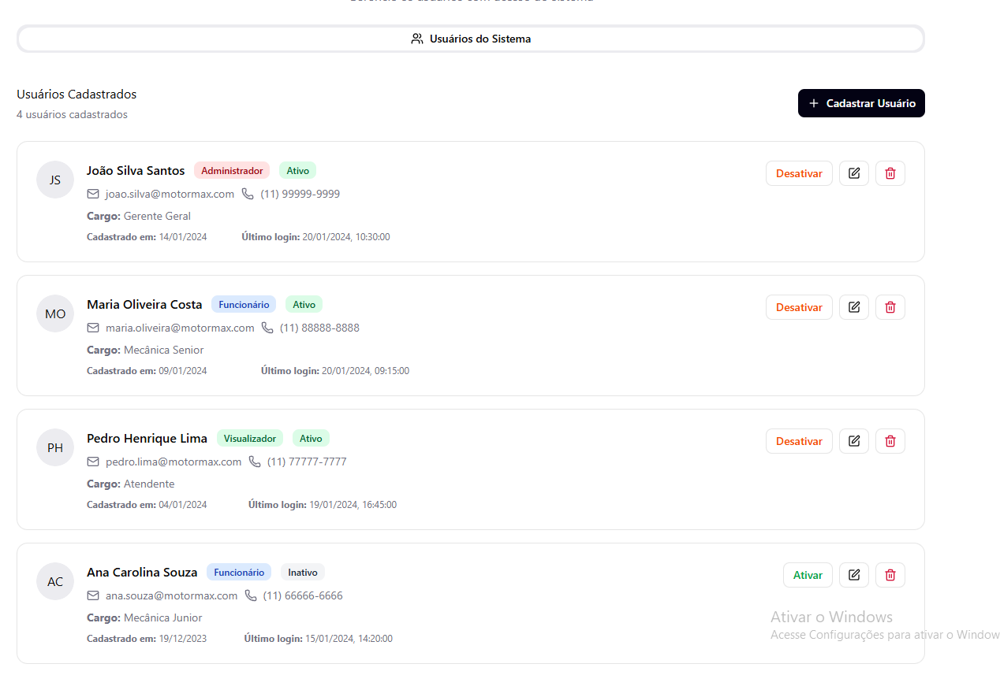 Usuários do Sistema
Usuários Cadastrados
4 usuários cadastrados
Cadastrar Usuário
JS
João Silva Santos Administrador Ativo
joao.silva@motormax.com (11) 99999-9999
Cargo: Gerente Geral
Cadastrado em: 14/01/2024 Último login: 20/01/2024, 10:30:00
Desativar
MO
Maria Oliveira Costa Funcionário Ativo
maria.oliveira@motormax.com (11) 88888-8888
Cargo: Mecânica Senior
Cadastrado em: 09/01/2024 Último login: 20/01/2024, 09:15:00
Desativar
PH
Pedro Henrique Lima Visualizador Ativo
pedro.lima@motormax.com (11) 77777-7777
Cargo: Atendente
Cadastrado em: 04/01/2024 Último login: 19/01/2024, 16:45:00
Desativar
AC
Ana Carolina Souza Funcionário Inativo
ana.souza@motormax.com (11) 66666-6666
Cargo: Mecânica Junior
Cadastrado em: 19/12/2023 Último login: 15/01/2024, 14:20:00
Ativar
Ativar o Windows
Acesse Configurações para ativar o Window